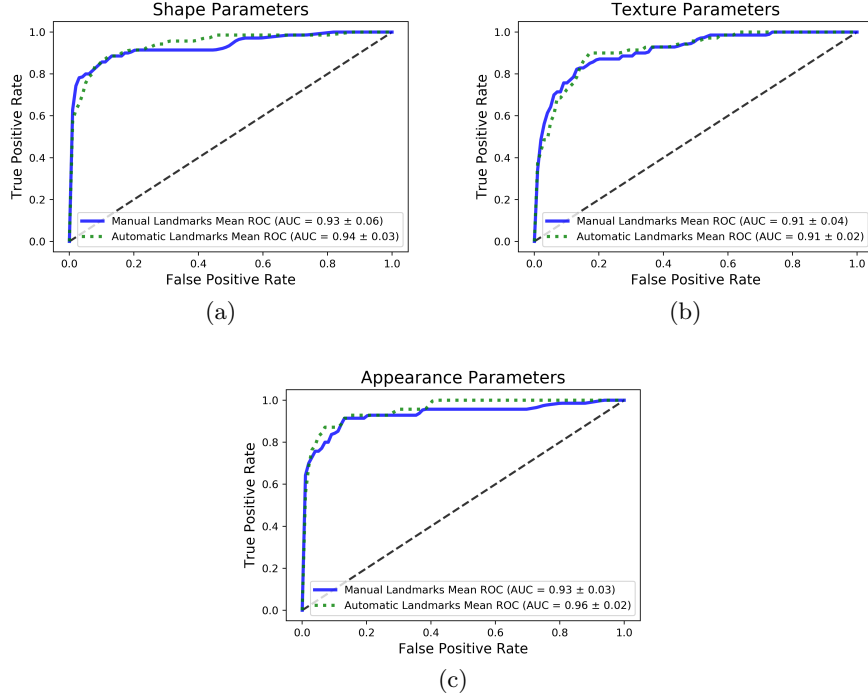 Shape Parameters
True Positive Rate
1.0
0.8
0.6
0.4
0.2
0.0
Manual Landmarks Mean ROC (AUC = 0.93 ± 0.06)
Automatic Landmarks Mean ROC (AUC = 0.94 ± 0.03)
0.0 0.2 0.4 0.6 0.8 1.0
False Positive Rate
(a)
Texture Parameters
True Positive Rate
1.0
0.8
0.6
0.4
0.2
0.0
Manual Landmarks Mean ROC (AUC = 0.91 ± 0.04)
Automatic Landmarks Mean ROC (AUC = 0.91 ± 0.02)
0.0 0.2 0.4 0.6 0.8 1.0
False Positive Rate
(b)
Appearance Parameters
True Positive Rate
1.0
0.8
0.6
0.4
0.2
0.0
Manual Landmarks Mean ROC (AUC = 0.93 ± 0.03)
Automatic Landmarks Mean ROC (AUC = 0.96 ± 0.02)
0.0 0.2 0.4 0.6 0.8 1.0
False Positive Rate
(c)